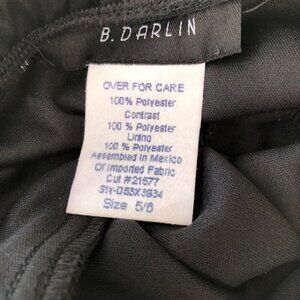 B. DARLIN
OVER FOR CARE
100% Polyester
Contrast
100 % Polyester
Lining
100 % Polyester
Assembled in Mexico
Of Imported Fabric
Cut #21577
Size 5/6